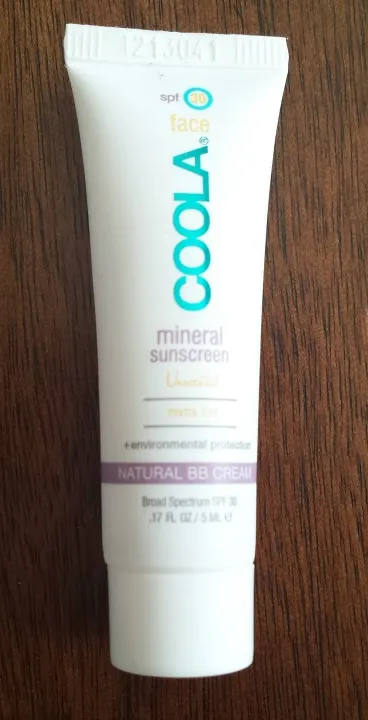 213041
spf 30
face
COOLA®
mineral
sunscreen
Unscented
matte tint
+environmental protection
NATURAL BB CREAM
Broad Spectrum SPF 30
.17 FL OZ / 5 ML ℮